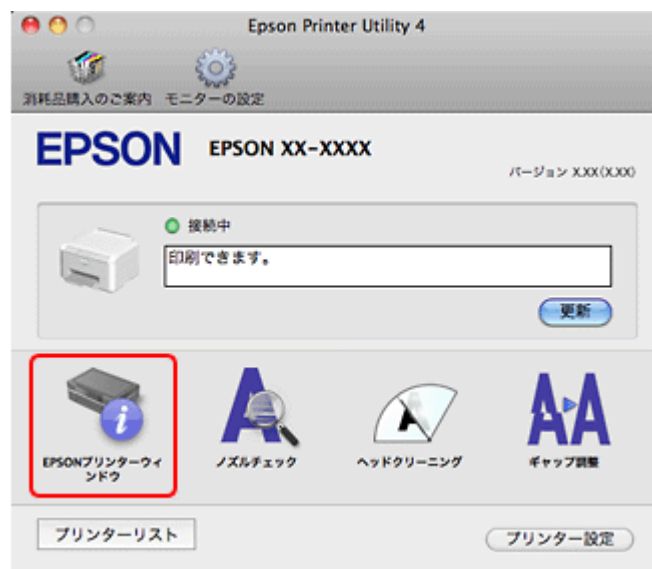 Epson Printer Utility 4
消耗品購入のご案内 モニターの設定
EPSON EPSON XX-XXXX
バージョン X.XX(X.XX)
接続中
印刷できます。
更新
EPSONプリンターウィ
ンドウ
ノズルチェック
ヘッドクリーニング
ギャップ調整
プリンターリスト
プリンター設定